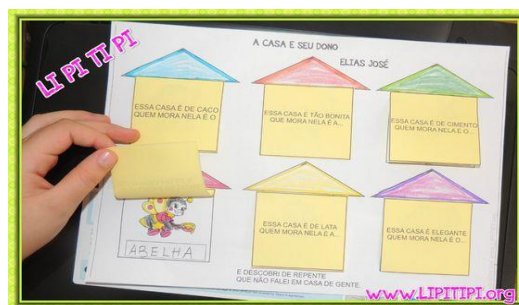 LI PI TI PI
A CASA E SEU DONO
ELIAS JOSÉ
ESSA CASA É DE CACO
QUEM MORA NELA É O
ESSA CASA É TÃO BONITA
QUE MORA NELA É A...
ESSA CASA É DE CIMENTO
QUEM MORA NELA É O...
ABELHA
ESSA CASA É DE LATA
QUEM MORA NELA É A...
ESSA CASA É ELEGANTE
QUEM MORA NELA É O...
E DESCOBRI DE REPENTE
QUE NÃO FALEI EM CASA DE GENTE.
www.LIPITIPI.org